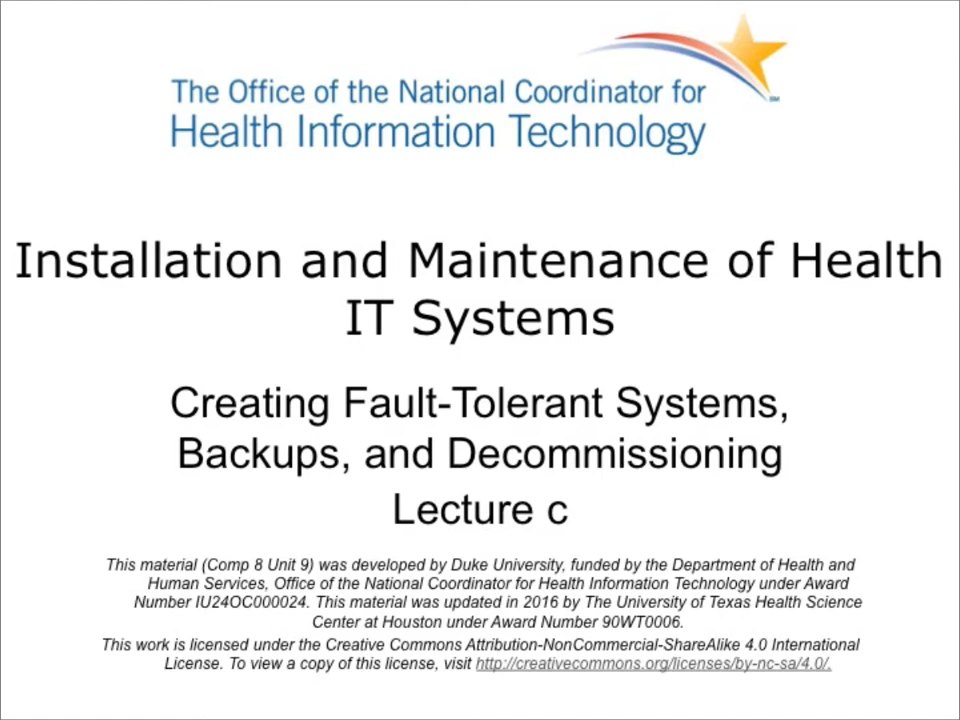 The Office of the National Coordinator for
Health Information Technology
SM
Installation and Maintenance of Health
IT Systems
Creating Fault-Tolerant Systems,
Backups, and Decommissioning
Lecture c
This material (Comp 8 Unit 9) was developed by Duke University, funded by the Department of Health and
Human Services, Office of the National Coordinator for Health Information Technology under Award
Number IU24OC000024. This material was updated in 2016 by The University of Texas Health Science
Center at Houston under Award Number 90WT0006.
This work is licensed under the Creative Commons Attribution-NonCommercial-ShareAlike 4.0 International
License. To view a copy of this license, visit http://creativecommons.org/licenses/by-nc-sa/4.0/.